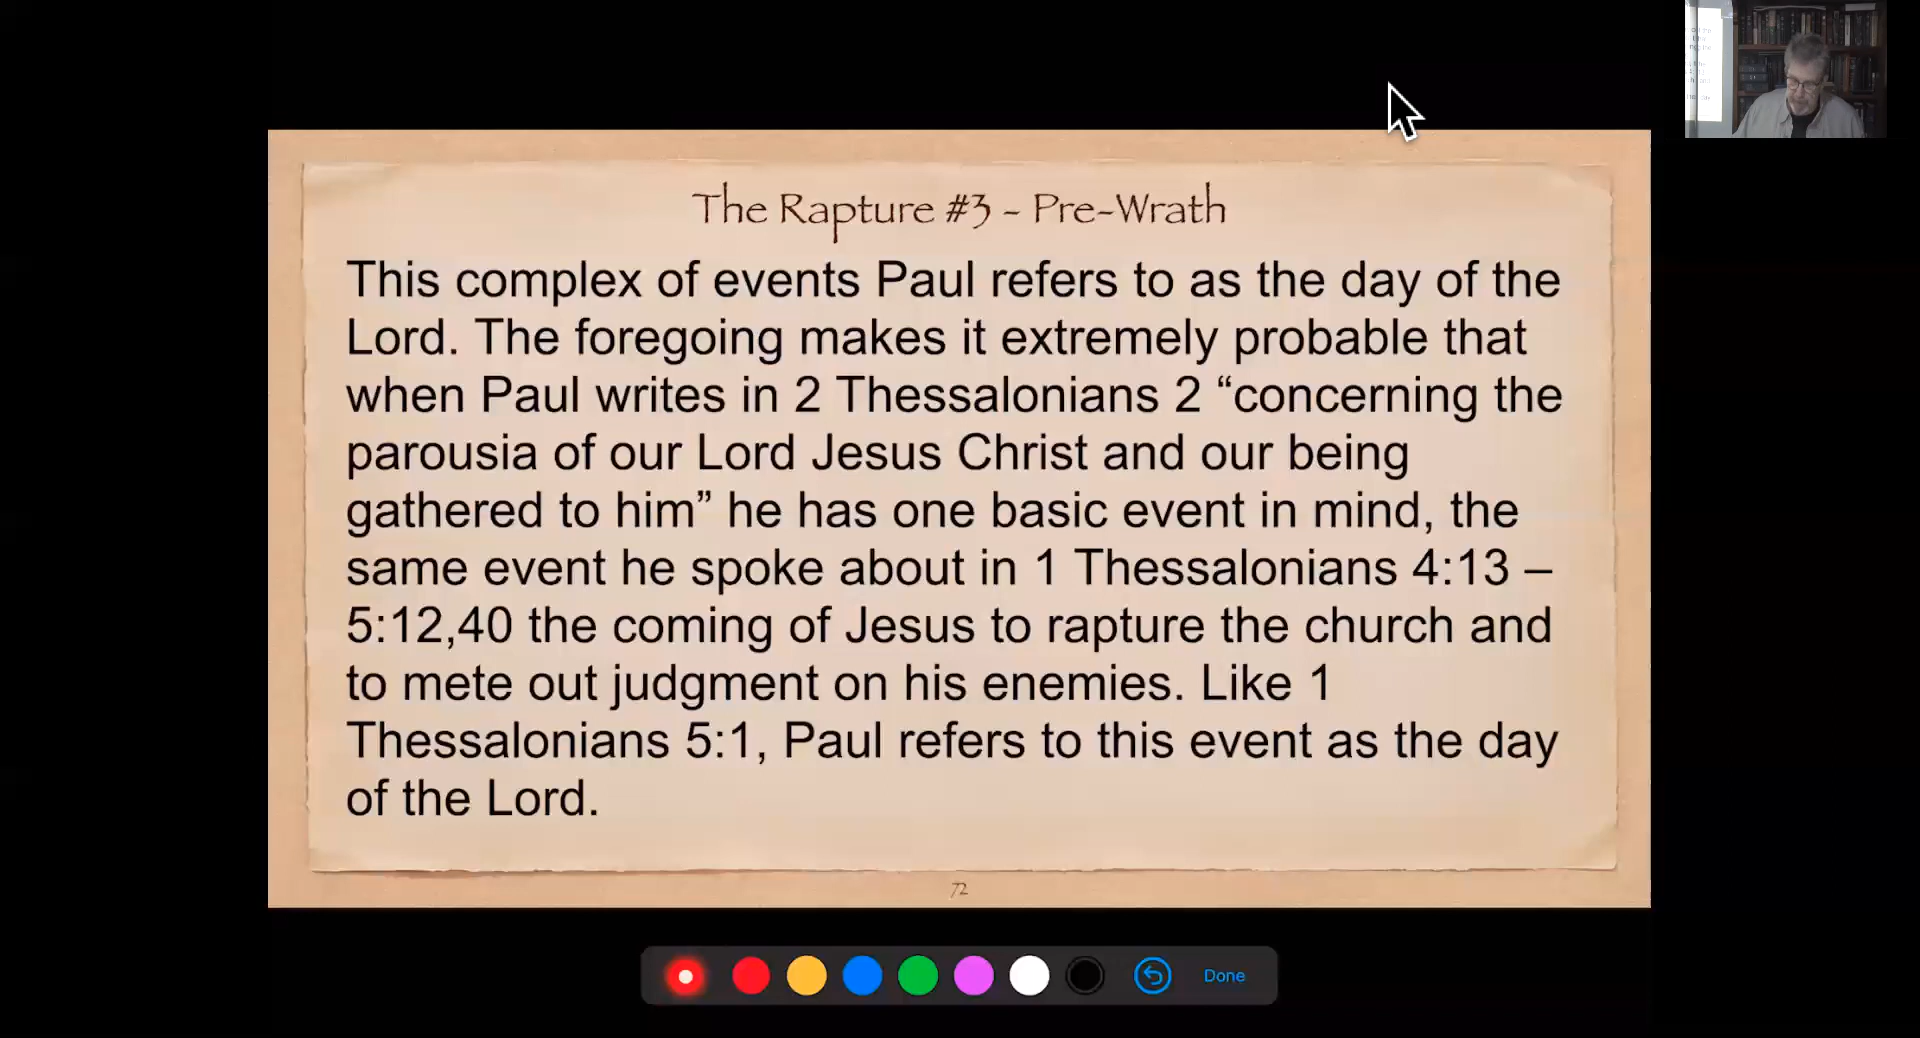 The Rapture #3 - Pre-Wrath
This complex of events Paul refers to as the day of the
Lord. The foregoing makes it extremely probable that
when Paul writes in 2 Thessalonians 2 “concerning the
parousia of our Lord Jesus Christ and our being
gathered to him” he has one basic event in mind, the
same event he spoke about in 1 Thessalonians 4:13 –
5:12,40 the coming of Jesus to rapture the church and
to mete out judgment on his enemies. Like 1
Thessalonians 5:1, Paul refers to this event as the day
of the Lord.
72
Done